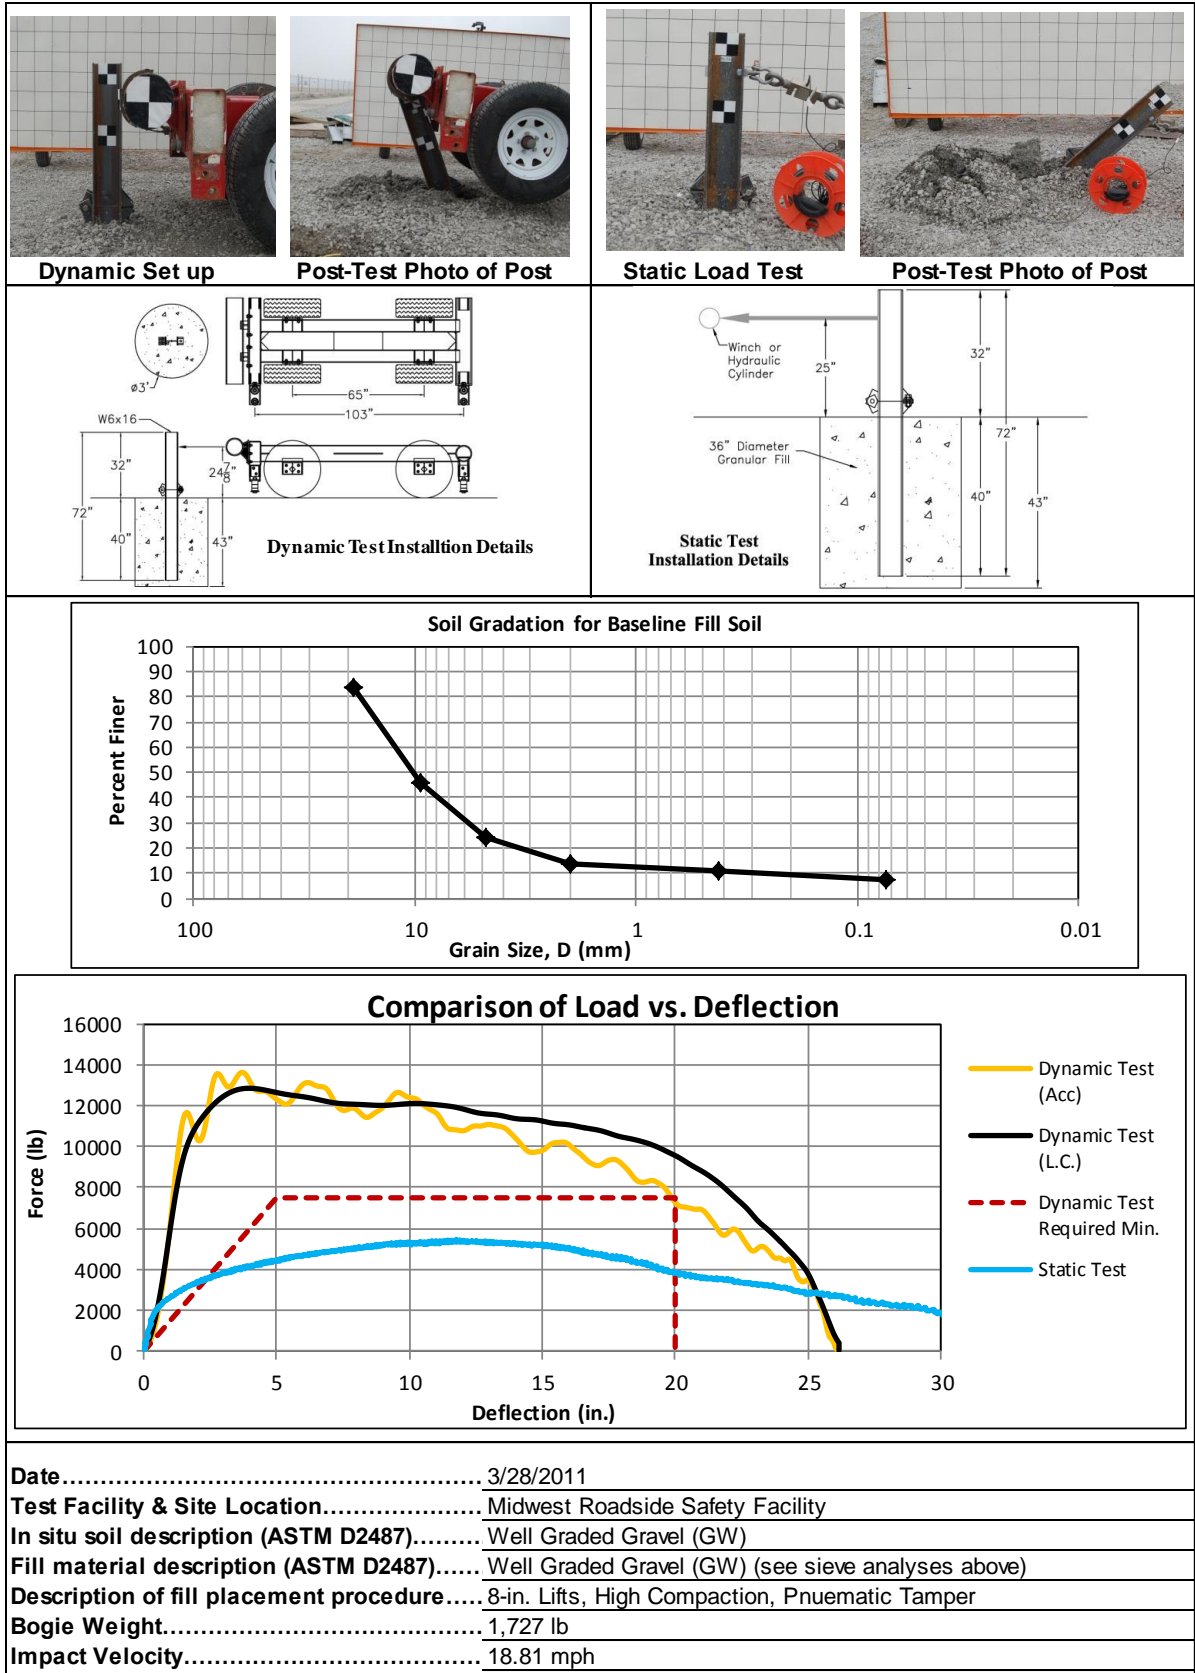 Dynamic Set up
Post-Test Photo of Post
Static Load Test
Post-Test Photo of Post
ø3'
65"
103"
W6x16
32"
24 7/8"
72"
40"
43"
Dynamic Test Installtion Details
Winch or
Hydraulic
Cylinder
25"
32"
36" Diameter
Granular Fill
72"
40"
43"
Static Test
Installation Details
Soil Gradation for Baseline Fill Soil
Percent Finer
100
90
80
70
60
50
40
30
20
10
0
100
10
1
0.1
0.01
Grain Size, D (mm)
Comparison of Load vs. Deflection
Force (lb)
16000
14000
12000
10000
8000
6000
4000
2000
0
0
5
10
15
20
25
30
Deflection (in.)
Dynamic Test
(Acc)
Dynamic Test
(L.C.)
Dynamic Test
Required Min.
Static Test
Date.................................................... 3/28/2011
Test Facility & Site Location................. Midwest Roadside Safety Facility
In situ soil description (ASTM D2487)......... Well Graded Gravel (GW)
Fill material description (ASTM D2487)...... Well Graded Gravel (GW) (see sieve analyses above)
Description of fill placement procedure..... 8-in. Lifts, High Compaction, Pnuematic Tamper
Bogie Weight......................................... 1,727 lb
Impact Velocity...................................... 18.81 mph